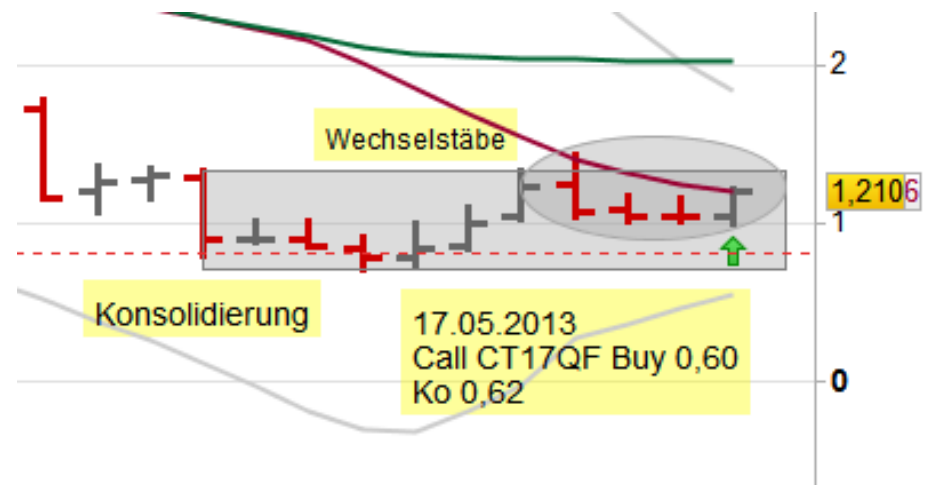 2
Wechselstäbe
1,2106
1
Konsolidierung
17.05.2013
Call CT17QF Buy 0,60
Ko 0,62
0